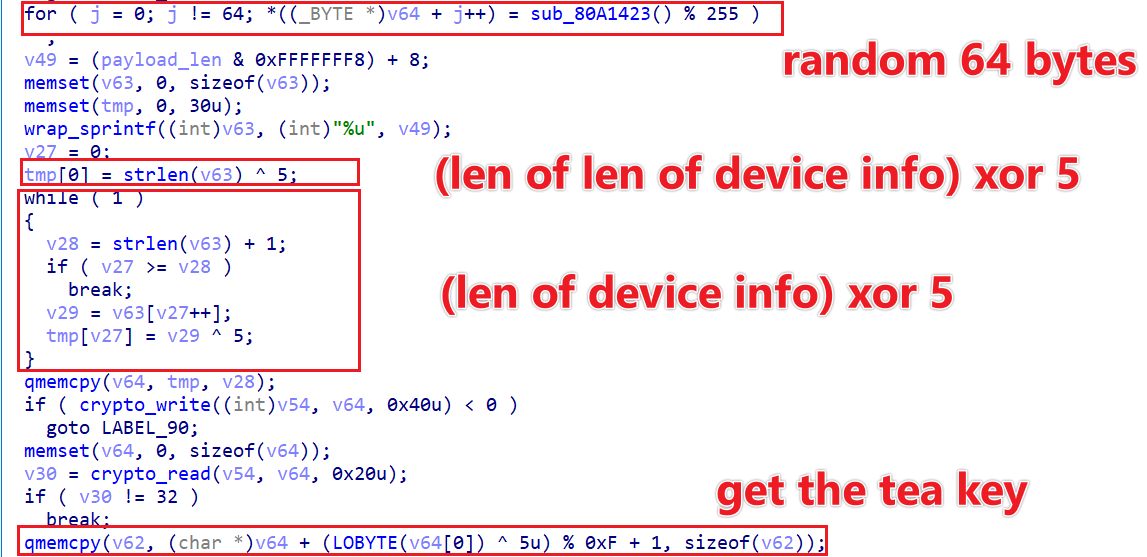 for ( j = 0; j != 64; *((_BYTE *)v64 + j++) = sub_80A1423() % 255 )
;
random 64 bytes
v49 = (payload_len & 0xFFFFFFF8) + 8;
memset(v63, 0, sizeof(v63));
memset(tmp, 0, 30u);
wrap_sprintf((int)v63, (int)"%u", v49);
v27 = 0;
tmp[0] = strlen(v63) ^ 5;
(len of len of device info) xor 5
while ( 1 )
{
v28 = strlen(v63) + 1;
if ( v27 >= v28 )
break;
(len of device info) xor 5
v29 = v63[v27++];
tmp[v27] = v29 ^ 5;
}
qmemcpy(v64, tmp, v28);
if ( crypto_write((int)v54, v64, 0x40u) < 0 )
goto LABEL_90;
memset(v64, 0, sizeof(v64));
v30 = crypto_read(v54, v64, 0x20u);
if ( v30 != 32 )
get the tea key
break;
qmemcpy(v62, (char *)v64 + (LOBYTE(v64[0]) ^ 5u) % 0xF + 1, sizeof(v62));